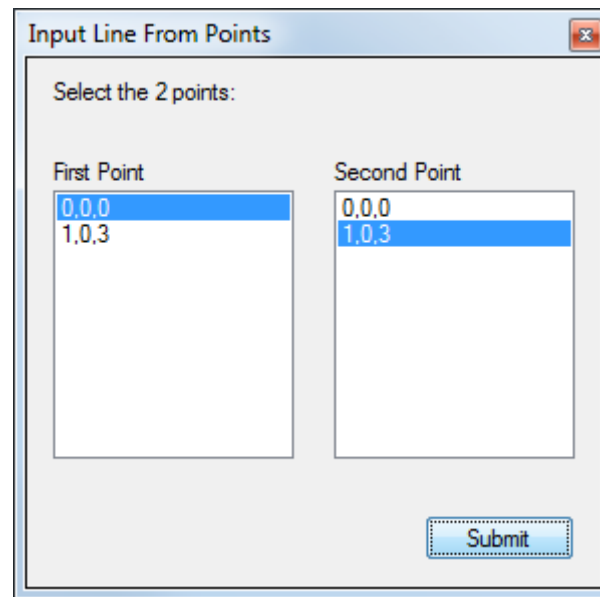 Input Line From Points
Select the 2 points:
First Point
0,0,0
1,0,3
Second Point
0,0,0
1,0,3
Submit